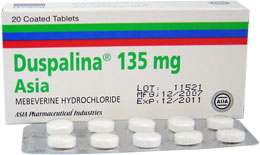 20 Coated Tablets
Duspalina® 135 mg
Asia
MEBEVERINE HYDROCHLORIDE
ASIA Pharmaceutical Industries
LOT: 11521
MFG: 12/2007
EXP: 12/2011
ASIA